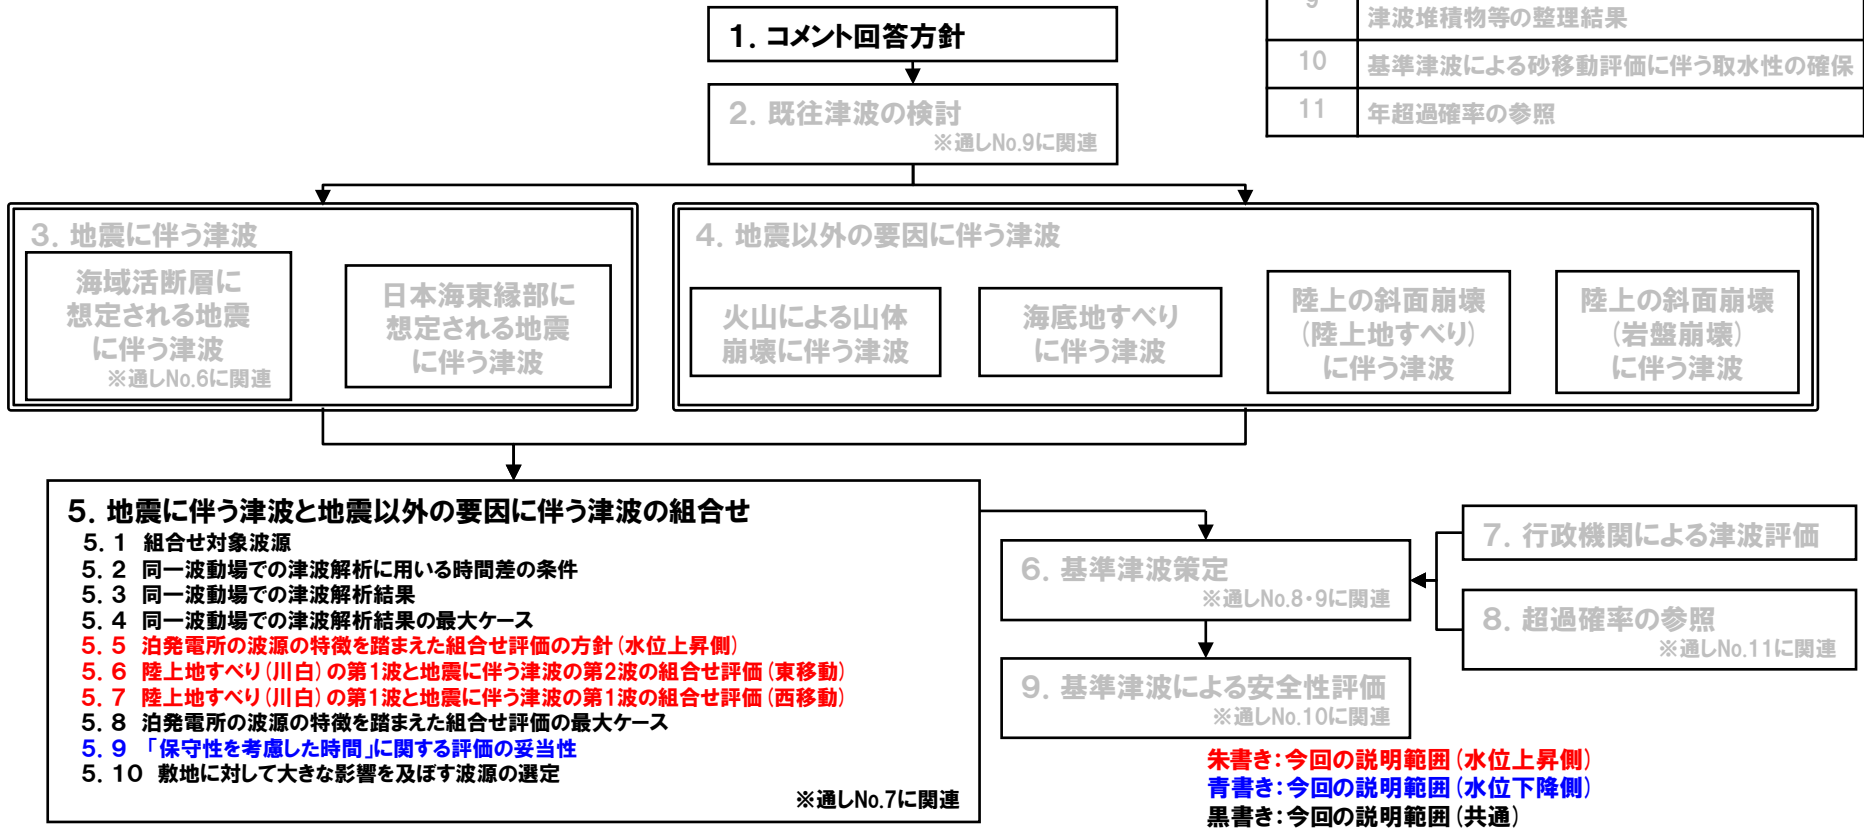 9
津波堆積物等の整理結果
10
基準津波による砂移動評価に伴う取水性の確保
11
年超過確率の参照
1. コメント回答方針
2. 既往津波の検討
※通しNo.9に関連
3. 地震に伴う津波
海域活断層に
想定される地震
に伴う津波
※通しNo.6に関連
日本海東縁部に
想定される地震
に伴う津波
4. 地震以外の要因に伴う津波
火山による山体
崩壊に伴う津波
海底地すべり
に伴う津波
陸上の斜面崩壊
(陸上地すべり)
に伴う津波
陸上の斜面崩壊
(岩盤崩壊)
に伴う津波
5. 地震に伴う津波と地震以外の要因に伴う津波の組合せ
5. 1 組合せ対象波源
5. 2 同一波動場での津波解析に用いる時間差の条件
5. 3 同一波動場での津波解析結果
5. 4 同一波動場での津波解析結果の最大ケース
5. 5 泊発電所の波源の特徴を踏まえた組合せ評価の方針(水位上昇側)
5. 6 陸上地すべり(川白)の第1波と地震に伴う津波の第2波の組合せ評価(東移動)
5. 7 陸上地すべり(川白)の第1波と地震に伴う津波の第1波の組合せ評価(西移動)
5. 8 泊発電所の波源の特徴を踏まえた組合せ評価の最大ケース
5. 9 「保守性を考慮した時間」に関する評価の妥当性
5. 10 敷地に対して大きな影響を及ぼす波源の選定
※通しNo.7に関連
6. 基準津波策定
※通しNo.8・9に関連
7. 行政機関による津波評価
8. 超過確率の参照
※通しNo.11に関連
9. 基準津波による安全性評価
※通しNo.10に関連
朱書き:今回の説明範囲(水位上昇側)
青書き:今回の説明範囲(水位下降側)
黒書き:今回の説明範囲(共通)